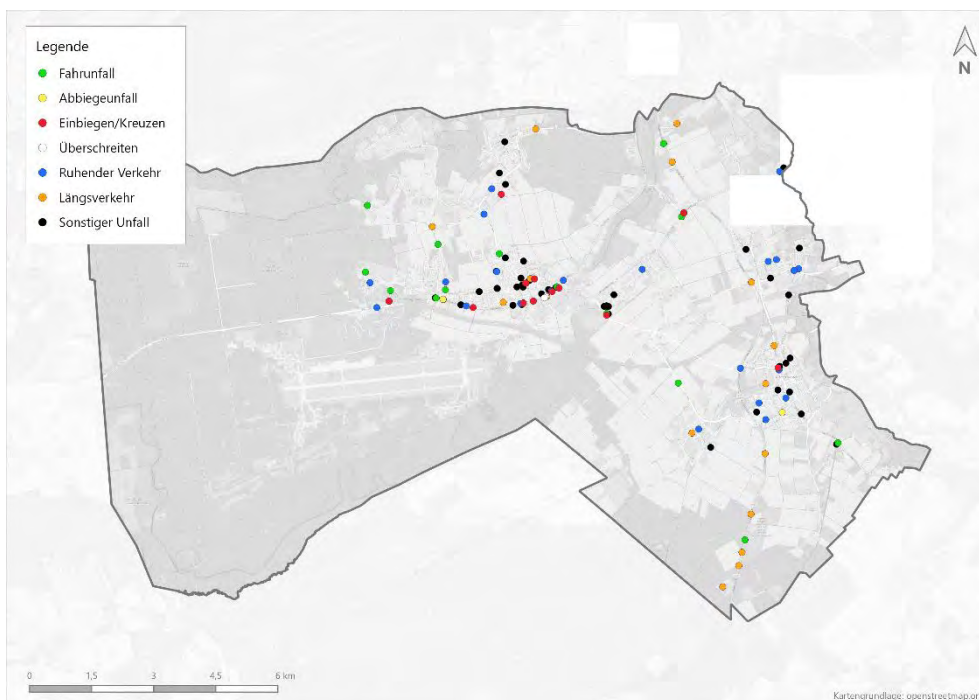 Legende
Fahrunfall
Abbiegeunfall
Einbiegen/Kreuzen
Überschreiten
Ruhender Verkehr
Längsverkehr
Sonstiger Unfall
N
0 1,5 3 4,5 6 km
Kartengrundlage: openstreetmap.or